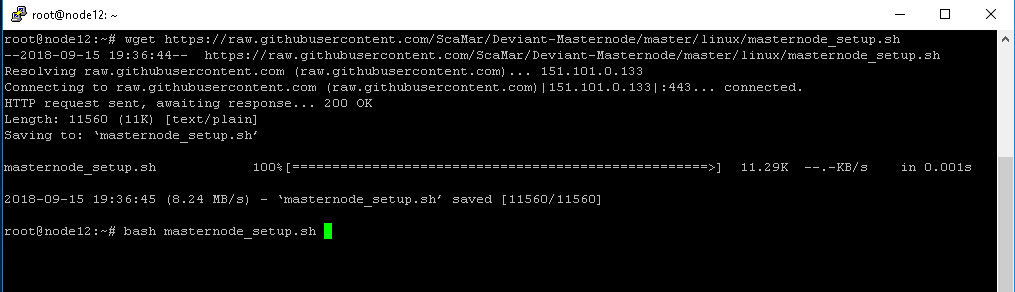 root@node12: ~
root@node12:~# wget https://raw.githubusercontent.com/ScaMar/Deviant-Masternode/master/linux/masternode_setup.sh
--2018-09-15 19:36:44--  https://raw.githubusercontent.com/ScaMar/Deviant-Masternode/master/linux/masternode_setup.sh
Resolving raw.githubusercontent.com (raw.githubusercontent.com)... 151.101.0.133
Connecting to raw.githubusercontent.com (raw.githubusercontent.com)|151.101.0.133|:443... connected.
HTTP request sent, awaiting response... 200 OK
Length: 11560 (11K) [text/plain]
Saving to: ‘masternode_setup.sh’
masternode_setup.sh            100%[====================================================>]  11.29K  --.-KB/s    in 0.001s
2018-09-15 19:36:45 (8.24 MB/s) - ‘masternode_setup.sh’ saved [11560/11560]
root@node12:~# bash masternode_setup.sh